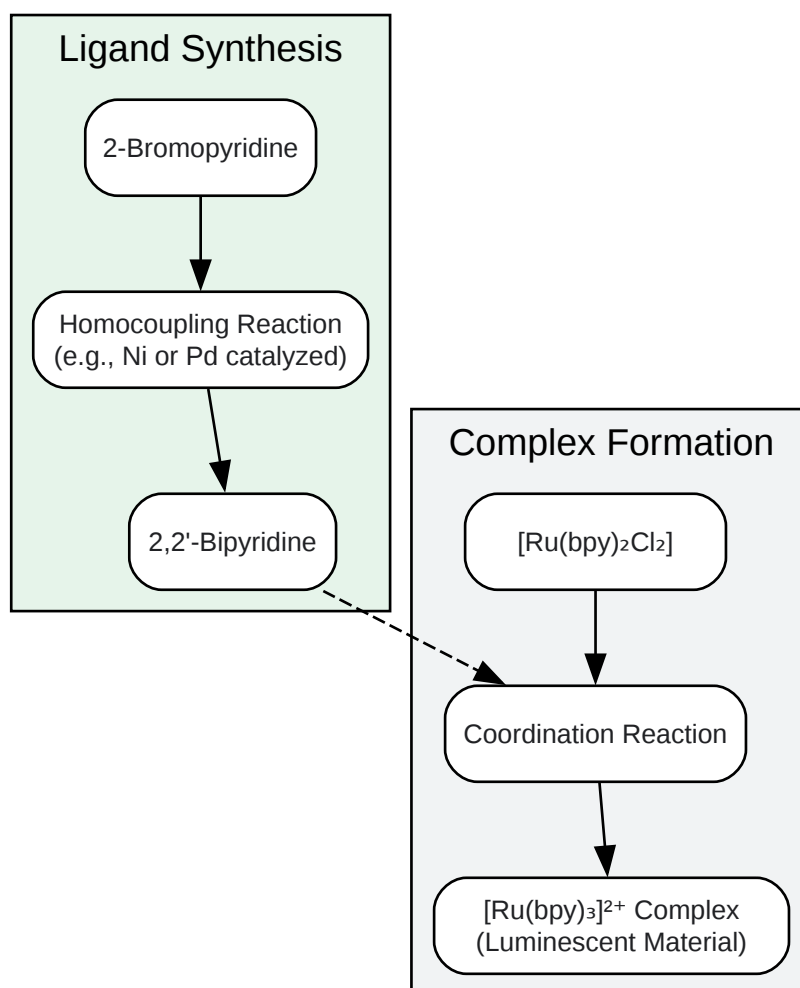 Ligand Synthesis
2-Bromopyridine
Homocoupling Reaction
(e.g., Ni or Pd catalyzed)
2,2'-Bipyridine
Complex Formation
[Ru(bpy)₂Cl₂]
Coordination Reaction
[Ru(bpy)₃]²⁺ Complex
(Luminescent Material)